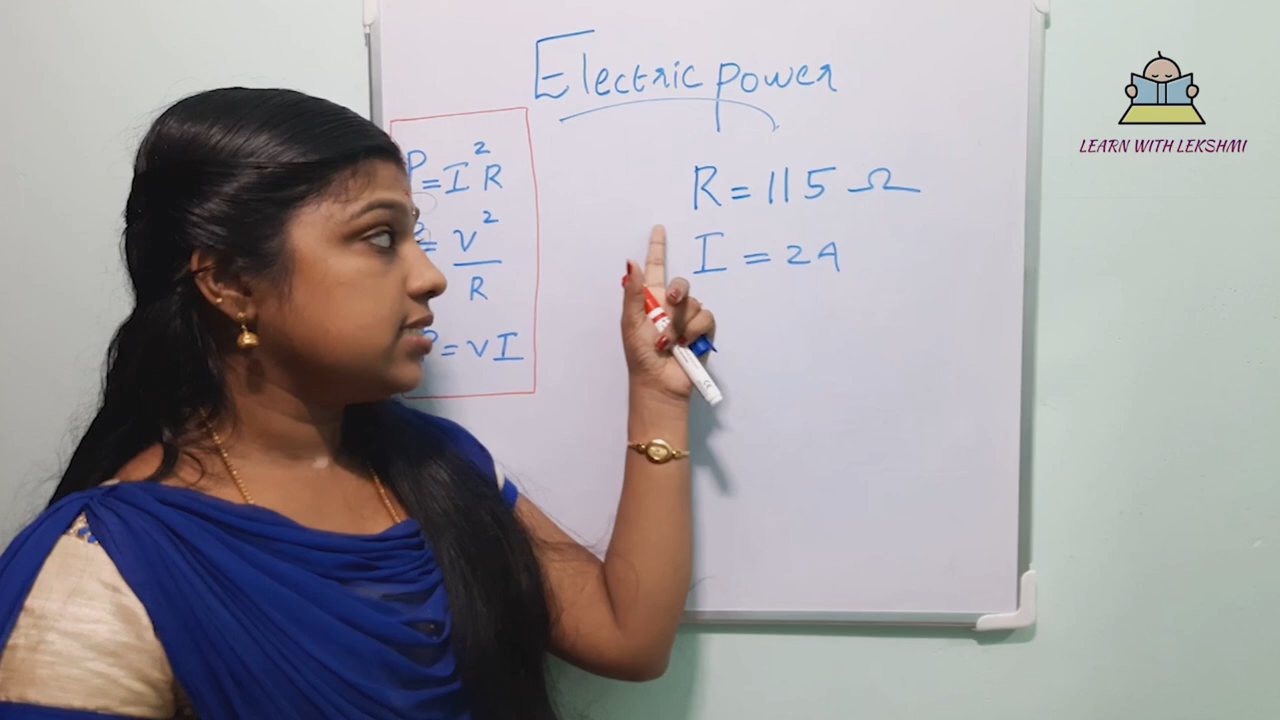 Electric power
P = I²R
P = V²
R
P = VI
R = 115 Ω
I = 2A
LEARN WITH LEKSHMI